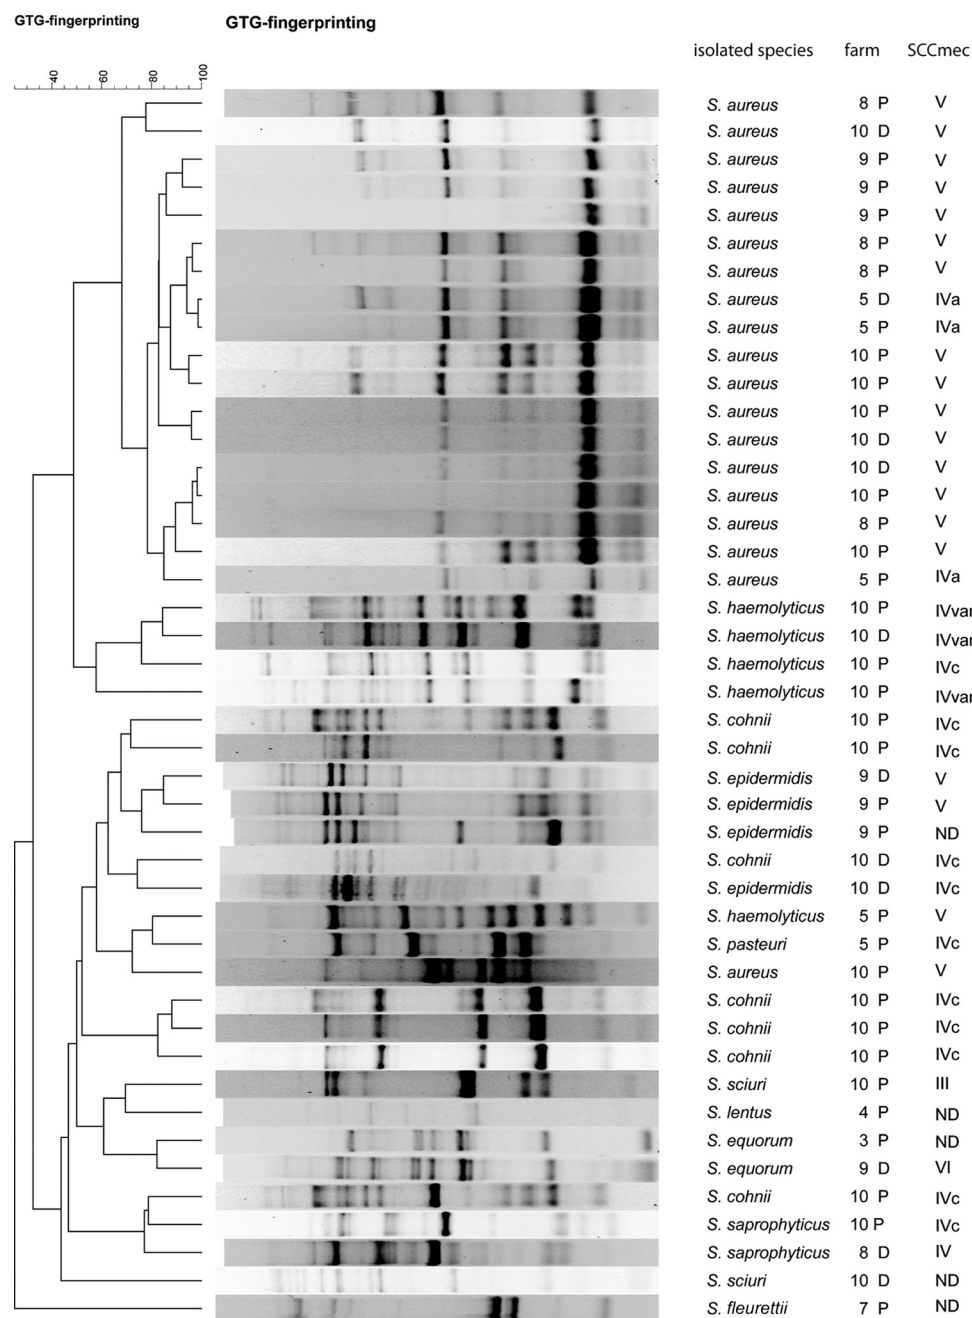 GTG-fingerprinting GTG-fingerprinting
isolated species farm SCCmec
40 60 80 100
S. aureus 8 P V
S. aureus 10 D V
S. aureus 9 P V
S. aureus 9 P V
S. aureus 9 P V
S. aureus 8 P V
S. aureus 8 P V
S. aureus 5 D IVa
S. aureus 5 P IVa
S. aureus 10 P V
S. aureus 10 P V
S. aureus 10 P V
S. aureus 10 D V
S. aureus 10 D V
S. aureus 10 P V
S. aureus 8 P V
S. aureus 10 P V
S. aureus 5 P IVa
S. haemolyticus 10 P IVvar
S. haemolyticus 10 D IVvar
S. haemolyticus 10 P IVc
S. haemolyticus 10 P IVvar
S. cohnii 10 P IVc
S. cohnii 10 P IVc
S. epidermidis 9 D V
S. epidermidis 9 P V
S. epidermidis 9 P ND
S. cohnii 10 D IVc
S. epidermidis 10 D IVc
S. haemolyticus 5 P V
S. pasteuri 5 P IVc
S. aureus 10 P V
S. cohnii 10 P IVc
S. cohnii 10 P IVc
S. cohnii 10 P IVc
S. sciuri 10 P III
S. lentus 4 P ND
S. equorum 3 P ND
S. equorum 9 D VI
S. cohnii 10 P IVc
S. saprophyticus 10 P IVc
S. saprophyticus 8 D IV
S. sciuri 10 D ND
S. fleurettii 7 P ND